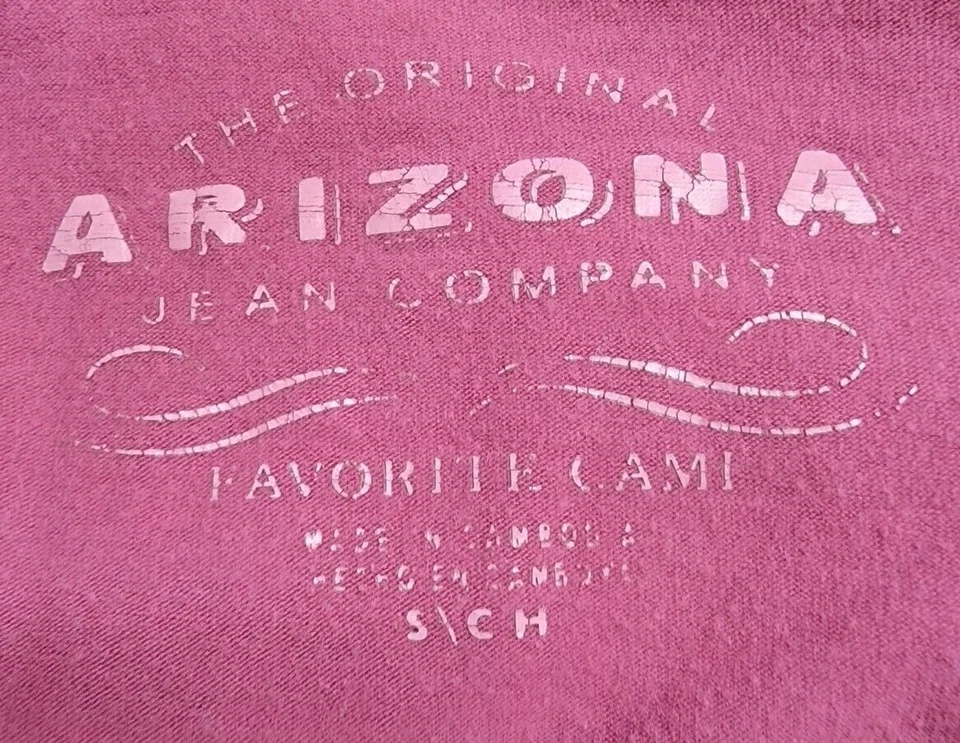 THE ORIGINAL
ARIZONA
JEAN COMPANY
FAVORITE CAMI
MADE IN CAMBODIA
HECHO EN CAMBOYA
S\CH